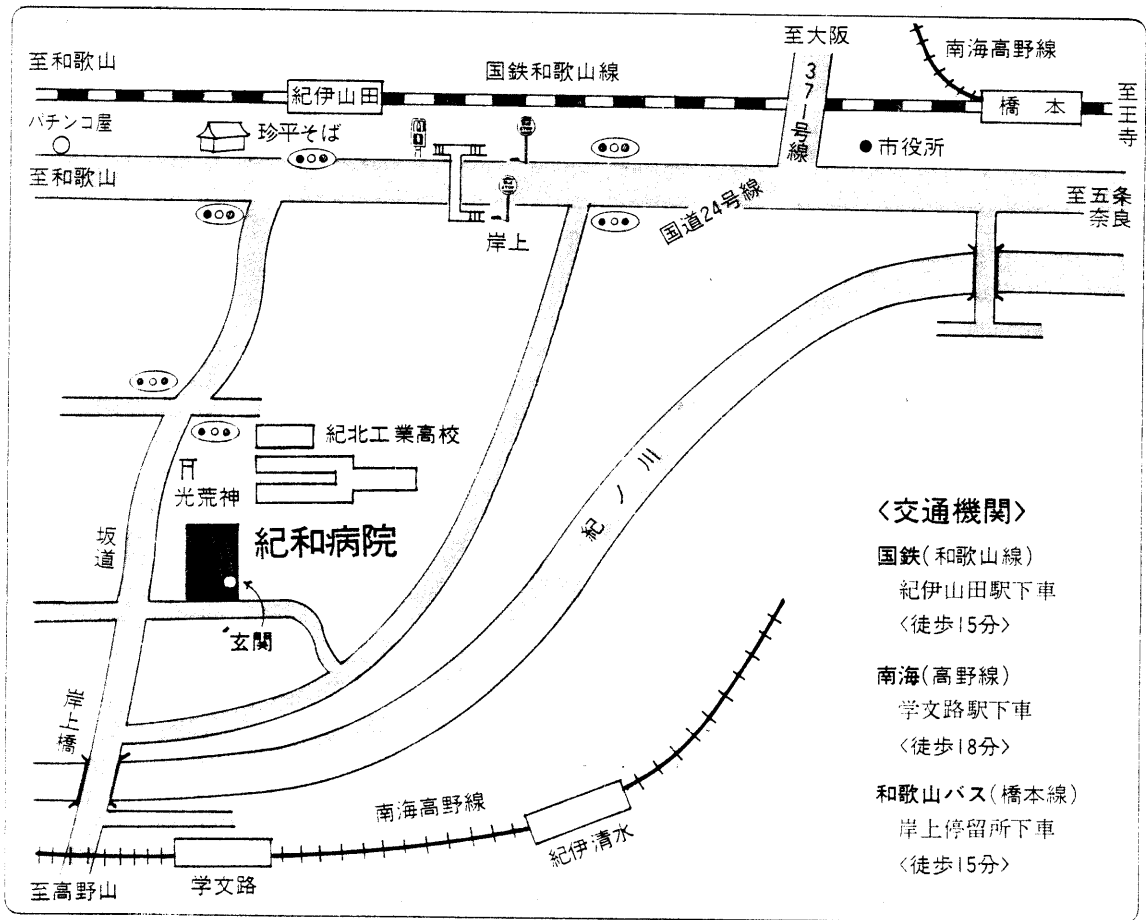 至大阪
南海高野線
至和歌山
国鉄和歌山線
紀伊山田
371号線
橋本
至王寺
パチンコ屋
珍平そば
市役所
至和歌山
国道24号線
至五条
奈良
岸上
紀北工業高校
光荒神
紀ノ川
坂道
紀和病院
玄関
岸上橋
南海高野線
紀伊清水
学文路
至高野山
〈交通機関〉
国鉄(和歌山線)
紀伊山田駅下車
〈徒歩15分〉
南海(高野線)
学文路駅下車
〈徒歩18分〉
和歌山バス(橋本線)
岸上停留所下車
〈徒歩15分〉